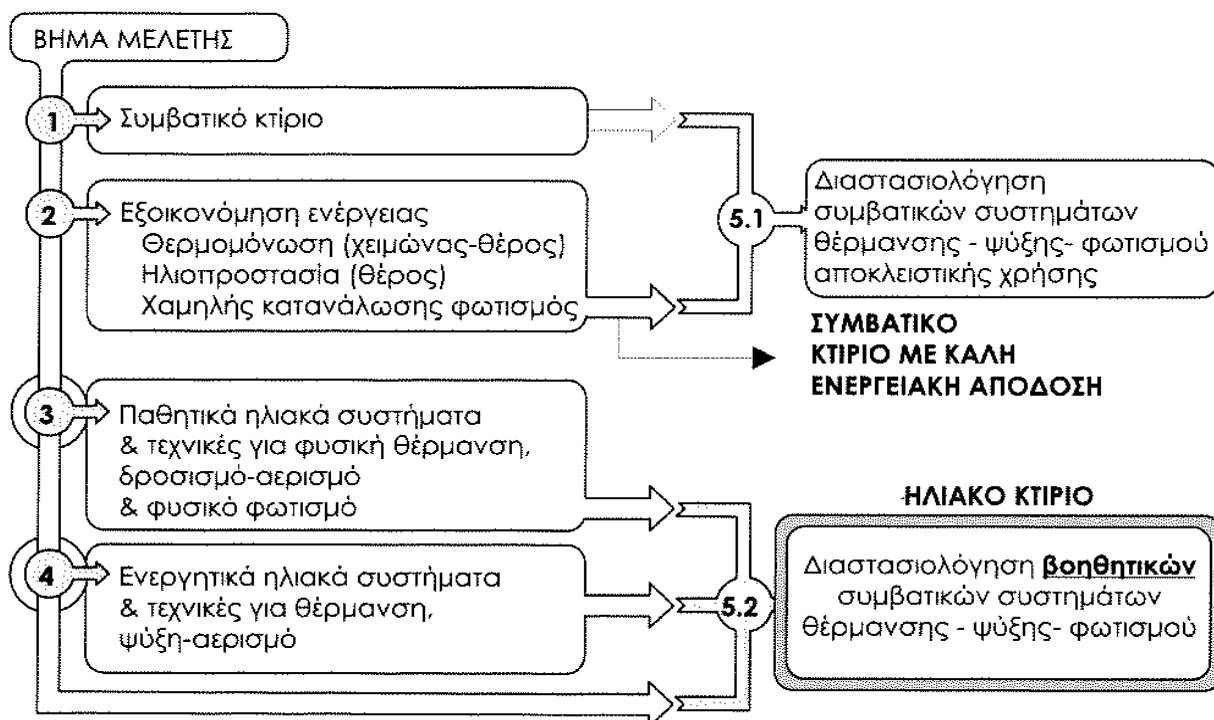 ΒΗΜΑ ΜΕΛΕΤΗΣ
1
Συμβατικό κτίριο
2
Εξοικονόμηση ενέργειας
Θερμομόνωση (χειμώνας-θέρος)
Ηλιοπροστασία (θέρος)
Χαμηλής κατανάλωσης φωτισμός
5.1
Διαστασιολόγηση
συμβατικών συστημάτων
θέρμανσης - ψύξης- φωτισμού
αποκλειστικής χρήσης
ΣΥΜΒΑΤΙΚΟ
ΚΤΙΡΙΟ ΜΕ ΚΑΛΗ
ΕΝΕΡΓΕΙΑΚΗ ΑΠΟΔΟΣΗ
3
Παθητικά ηλιακά συστήματα
& τεχνικές για φυσική θέρμανση,
δροσισμό-αερισμό
& φυσικό φωτισμό
4
Ενεργητικά ηλιακά συστήματα
& τεχνικές για θέρμανση,
ψύξη-αερισμό
5.2
ΗΛΙΑΚΟ ΚΤΙΡΙΟ
Διαστασιολόγηση βοηθητικών
συμβατικών συστημάτων
θέρμανσης - ψύξης- φωτισμού